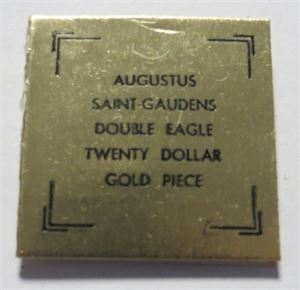 AUGUSTUS
SAINT-GAUDENS
DOUBLE EAGLE
TWENTY DOLLAR
GOLD PIECE